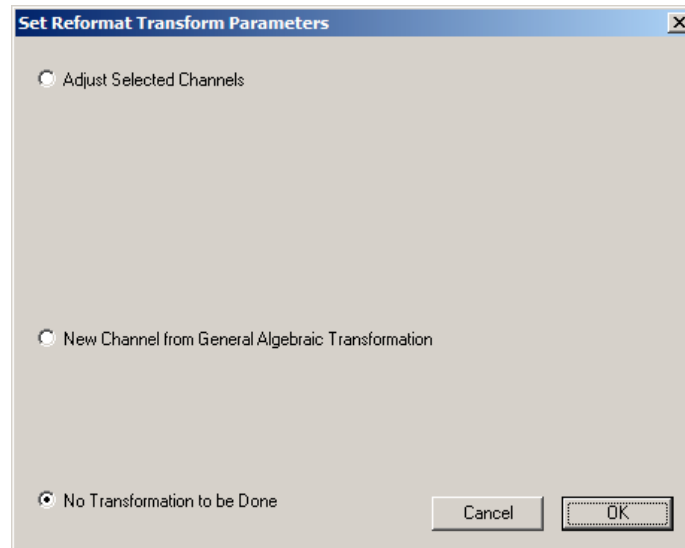 Set Reformat Transform Parameters
Adjust Selected Channels
New Channel from General Algebraic Transformation
No Transformation to be Done
Cancel
OK